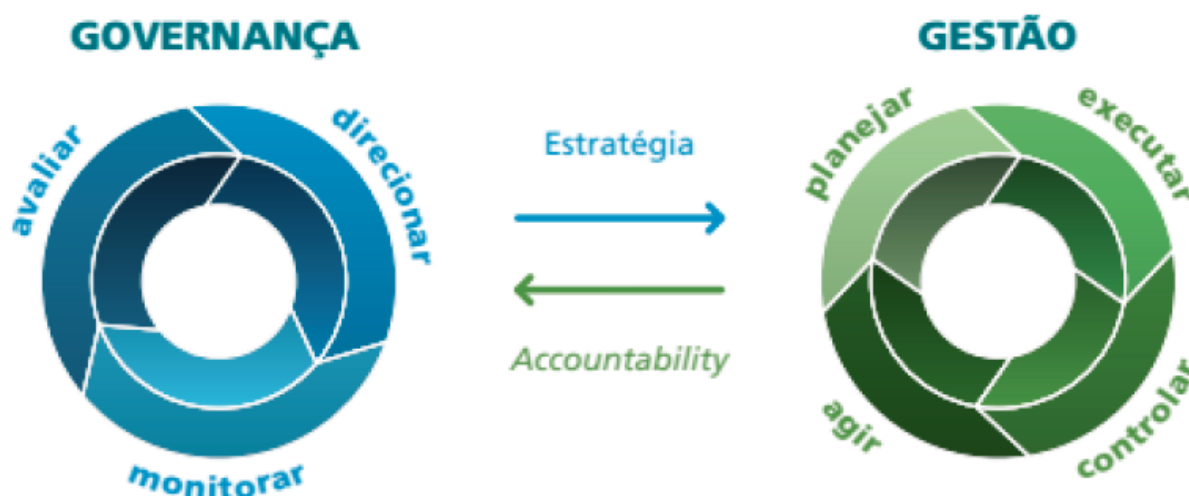 GOVERNANÇA
avaliar
direcionar
monitorar
Estratégia
Accountability
GESTÃO
planejar
executar
controlar
agir